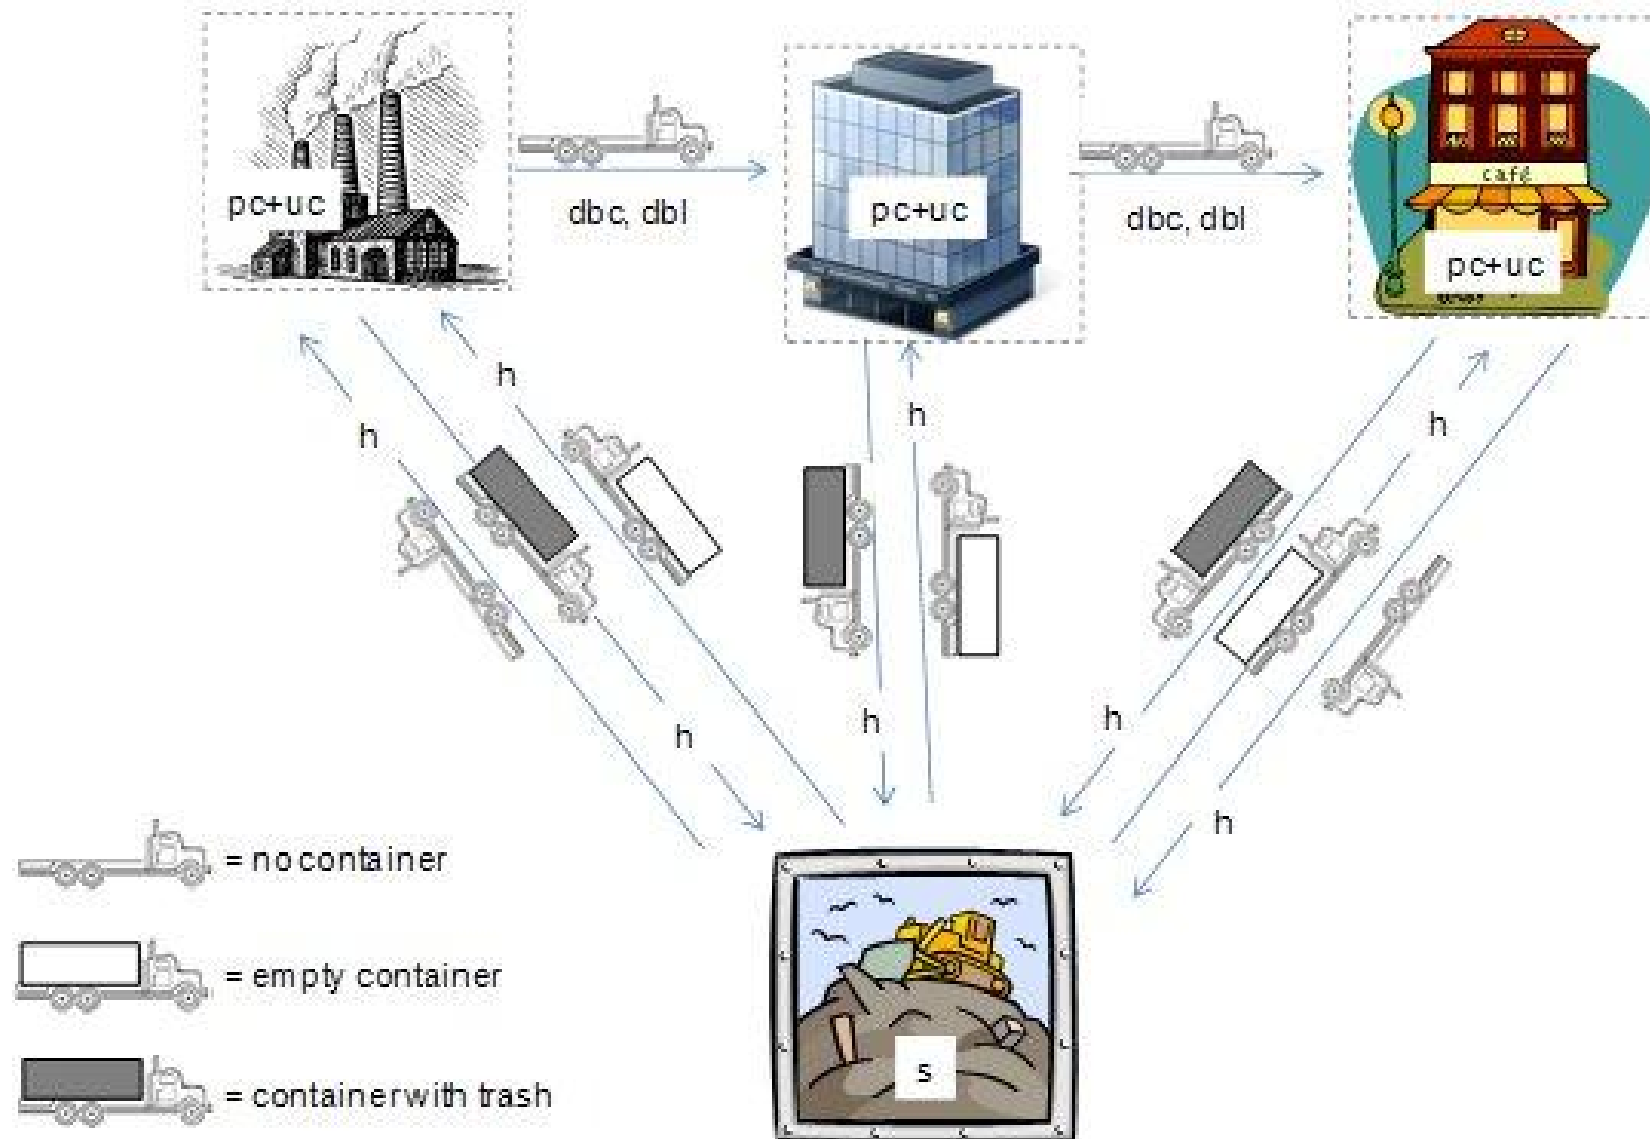 pc+uc
dbc, dbl
pc+uc
dbc, dbl
café
pc+uc
h
h
h
h
h
h
h
h
= no container
= empty container
= container with trash
s